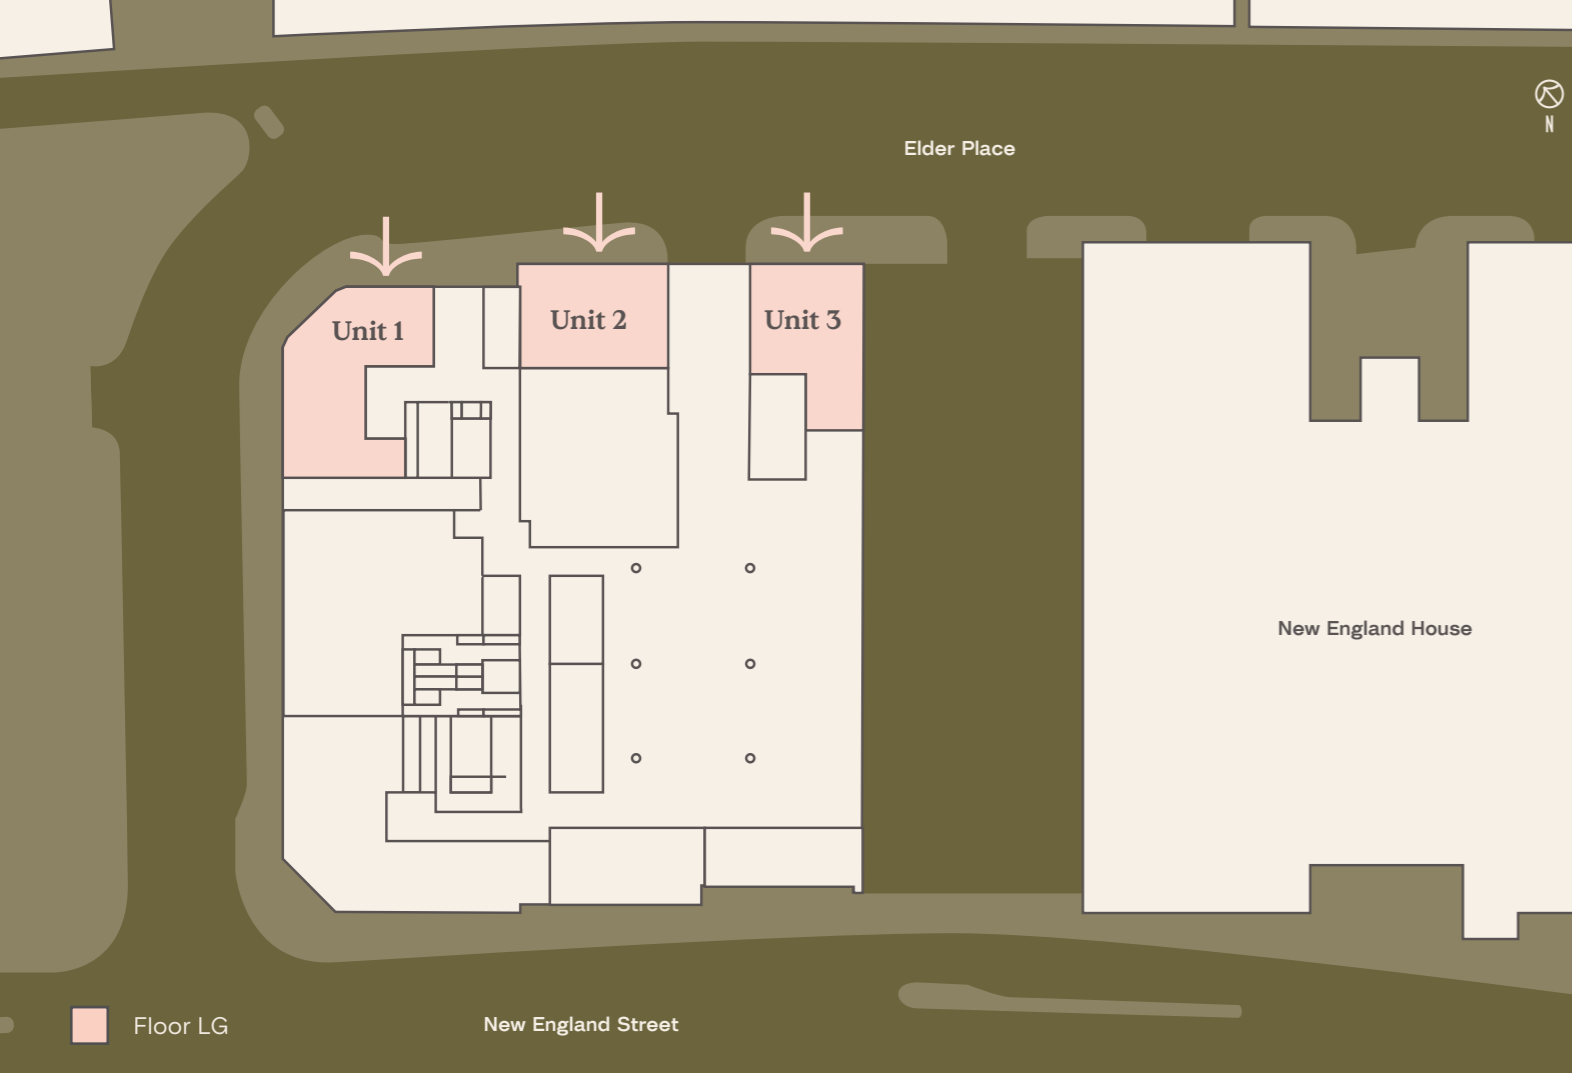 N
Elder Place
Unit 1
Unit 2
Unit 3
New England House
Floor LG
New England Street